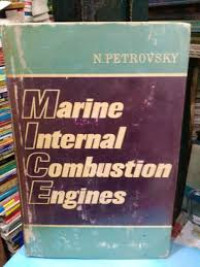 N. PETROVSKY
Marine
Internal
Combustion
Engines